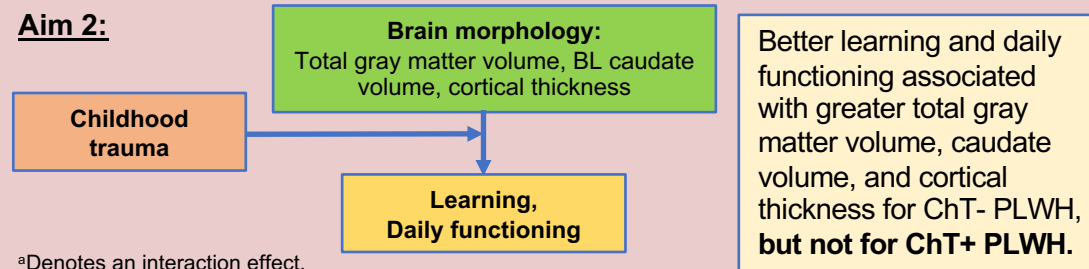 Aim 2:
Brain morphology:
Total gray matter volume, BL caudate
volume, cortical thickness
Childhood
trauma
Learning,
Daily functioning
ᵃDenotes an interaction effect.
Better learning and daily
functioning associated
with greater total gray
matter volume, caudate
volume, and cortical
thickness for ChT- PLWH,
but not for ChT+ PLWH.